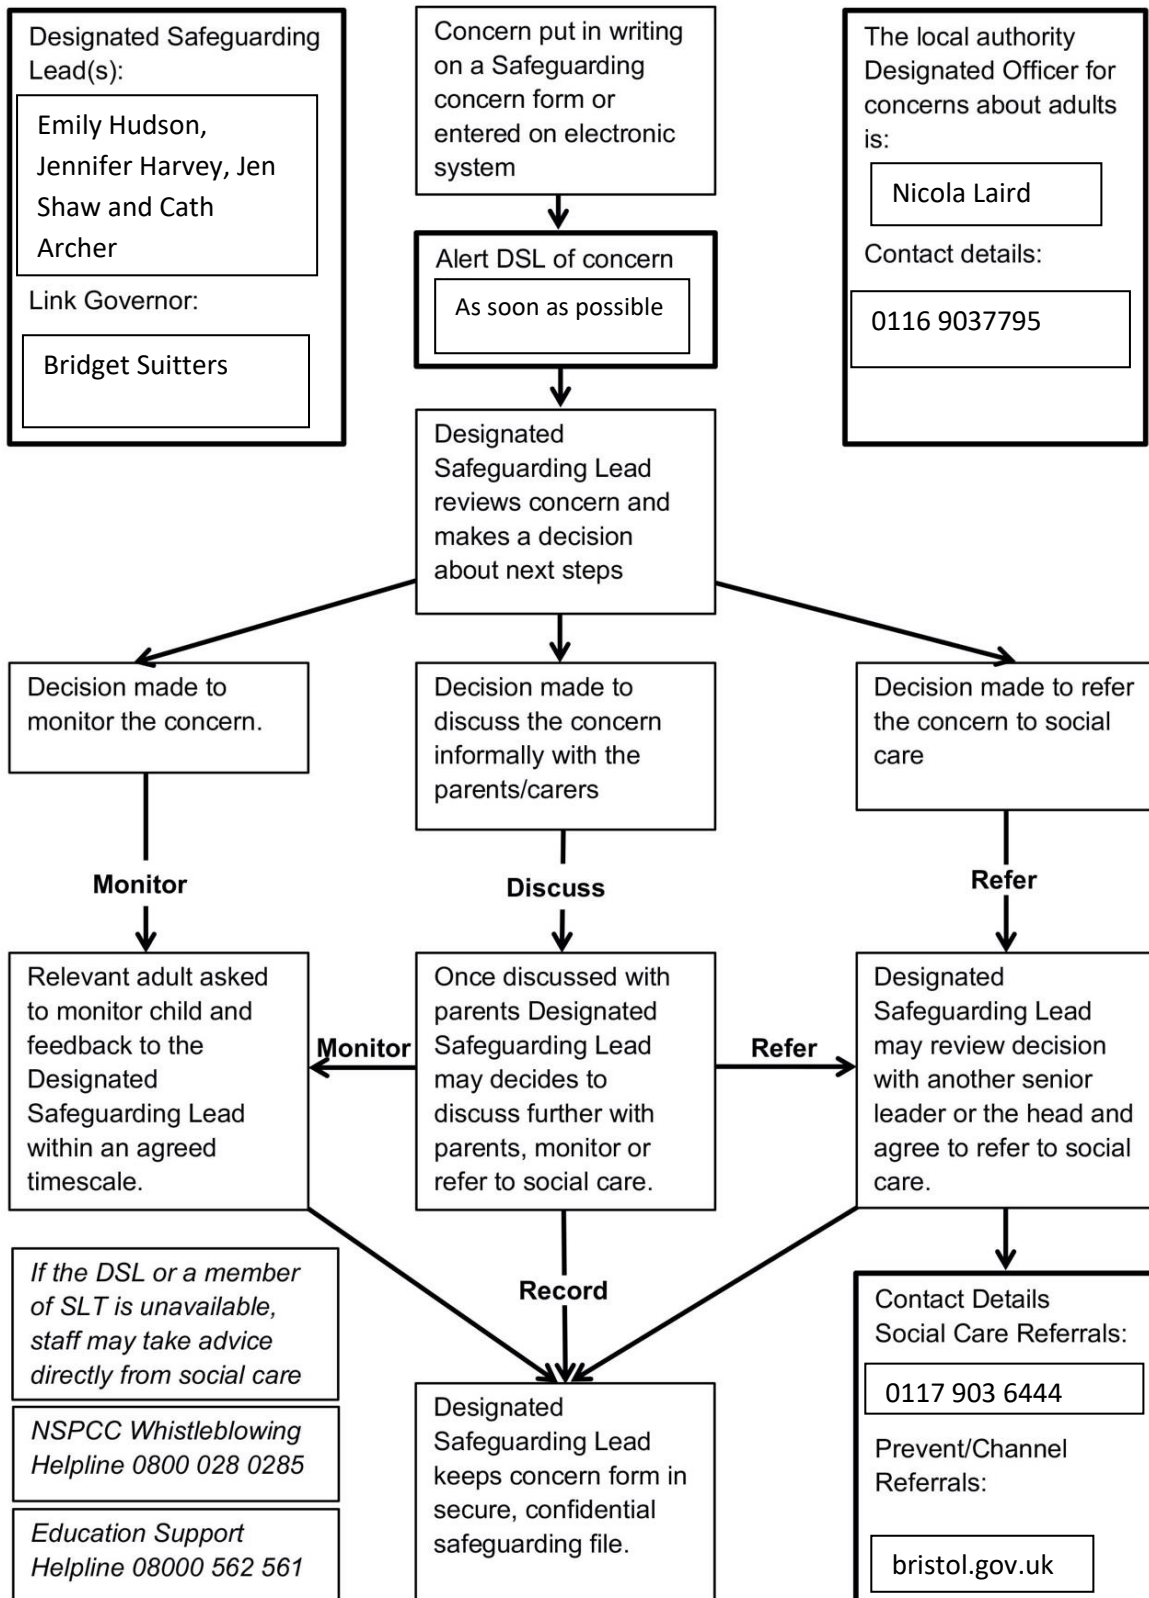 Designated Safeguarding
Lead(s):
Emily Hudson,
Jennifer Harvey, Jen
Shaw and Cath
Archer
Link Governor:
Bridget Suitters
Concern put in writing
on a Safeguarding
concern form or
entered on electronic
system
Alert DSL of concern
As soon as possible
The local authority
Designated Officer for
concerns about adults
is:
Nicola Laird
Contact details:
0116 9037795
Designated
Safeguarding Lead
reviews concern and
makes a decision
about next steps
Decision made to
monitor the concern.
Decision made to
discuss the concern
informally with the
parents/carers
Decision made to refer
the concern to social
care
Monitor
Discuss
Refer
Relevant adult asked
to monitor child and
feedback to the
Designated
Safeguarding Lead
within an agreed
timescale.
Monitor
Once discussed with
parents Designated
Safeguarding Lead
may decides to
discuss further with
parents, monitor or
refer to social care.
Refer
Designated
Safeguarding Lead
may review decision
with another senior
leader or the head and
agree to refer to social
care.
Record
If the DSL or a member
of SLT is unavailable,
staff may take advice
directly from social care
NSPCC Whistleblowing
Helpline 0800 028 0285
Education Support
Helpline 08000 562 561
Designated
Safeguarding Lead
keeps concern form in
secure, confidential
safeguarding file.
Contact Details
Social Care Referrals:
0117 903 6444
Prevent/Channel
Referrals:
bristol.gov.uk